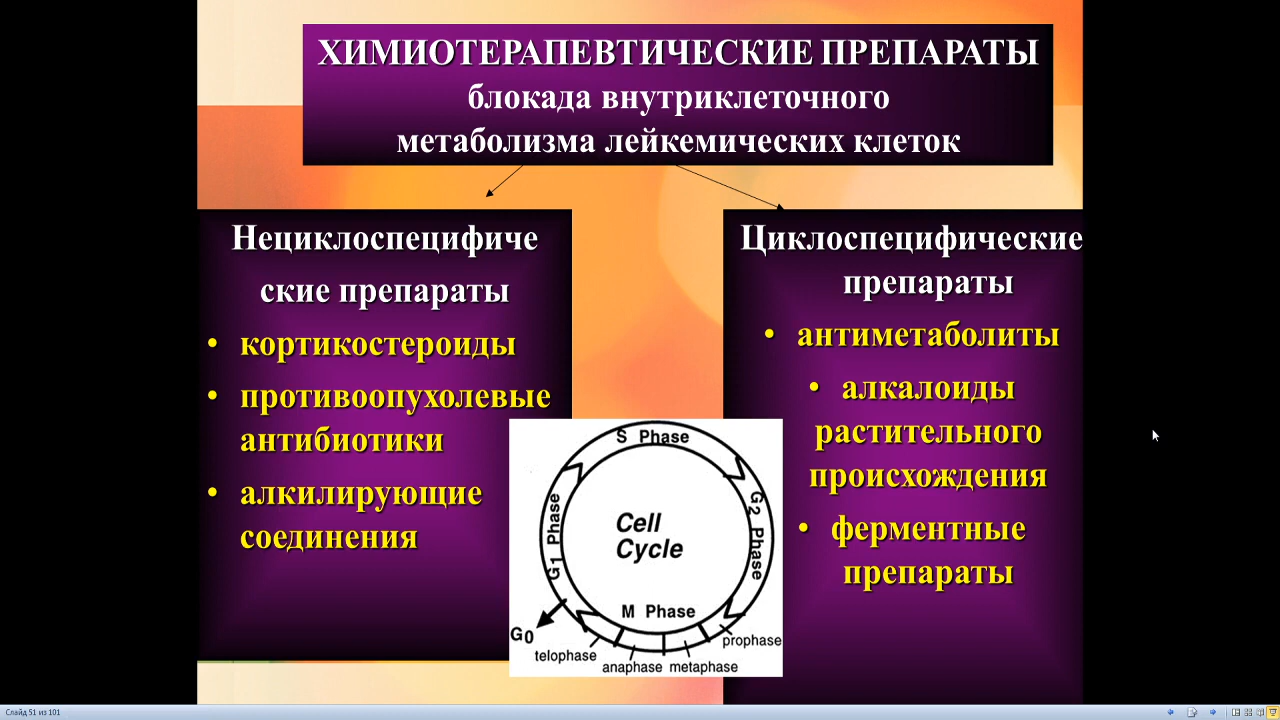 ХИМИОТЕРАПЕВТИЧЕСКИЕ ПРЕПАРАТЫ
блокада внутриклеточного
метаболизма лейкемических клеток
Нециклоспецифиче
ские препараты
• кортикостероиды
• противоопухолевые
антибиотики
• алкилирующие
соединения
Циклоспецифические
препараты
• антиметаболиты
• алкалоиды
растительного
происхождения
• ферментные
препараты
S Phase
G2 Phase
G1 Phase
Cell
Cycle
M Phase
G0
prophase
telophase
anaphase
metaphase
Слайд 51 из 101